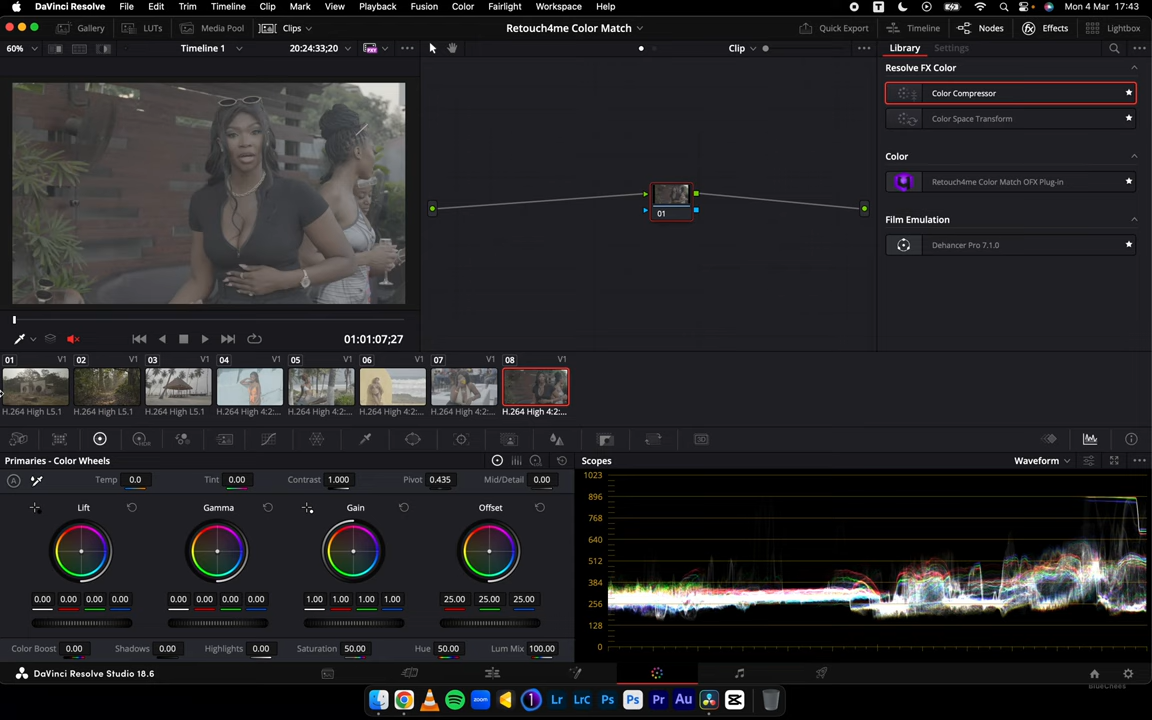 DaVinci Resolve File Edit Trim Timeline Clip Mark View Playback Fusion Color Fairlight Workspace Help Mon 4 Mar 17:43
Gallery LUTs Media Pool Clips Retouch4me Color Match Quick Export Timeline Nodes Effects Lightbox
60% Timeline 1 20:24:33;20 Clip Library Settings
Resolve FX Color
Color Compressor
Color Space Transform
Color
Retouch4me Color Match OFX Plug-in
Film Emulation
Dehancer Pro 7.1.0
01
01:01:07;27
01 V1 02 V1 03 V1 04 V1 05 V1 06 V1 07 V1 08 V1
H.264 High L5.1 H.264 High L5.1 H.264 High L5.1 H.264 High 4:2:... H.264 High 4:2:... H.264 High 4:2:... H.264 High 4:2:... H.264 High 4:2:...
3D
Primaries - Color Wheels Scopes Waveform
A Temp 0.0 Tint 0.00 Contrast 1.000 Pivot 0.435 Mid/Detail 0.00
Lift Gamma Gain Offset
0.00 0.00 0.00 0.00 0.00 0.00 0.00 0.00 1.00 1.00 1.00 1.00 25.00 25.00 25.00
Color Boost 0.00 Shadows 0.00 Highlights 0.00 Saturation 50.00 Hue 50.00 Lum Mix 100.00
1023
896
768
640
512
384
256
128
0
DaVinci Resolve Studio 18.6
BlueChees
zoom 1 Lr LrC Ps Ps Pr Au